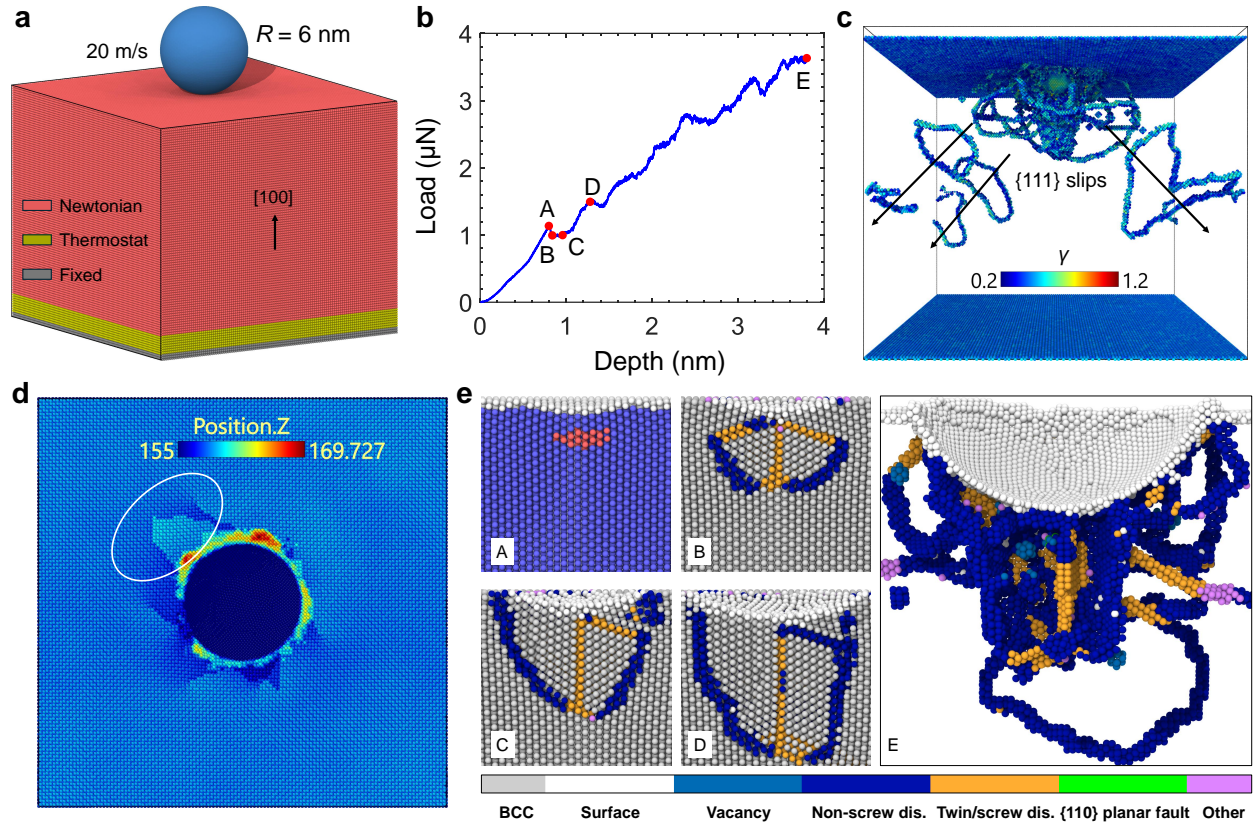 a
20 m/s
R = 6 nm
[100]
Newtonian
Thermostat
Fixed
b
Load (μN)
4
3
2
1
0
A
B
C
D
E
0 1 2 3 4
Depth (nm)
c
{111} slips
γ
0.2 1.2
d
Position.Z
155 169.727
e
A
B
C
D
E
BCC Surface Vacancy Non-screw dis. Twin/screw dis. {110} planar fault Other